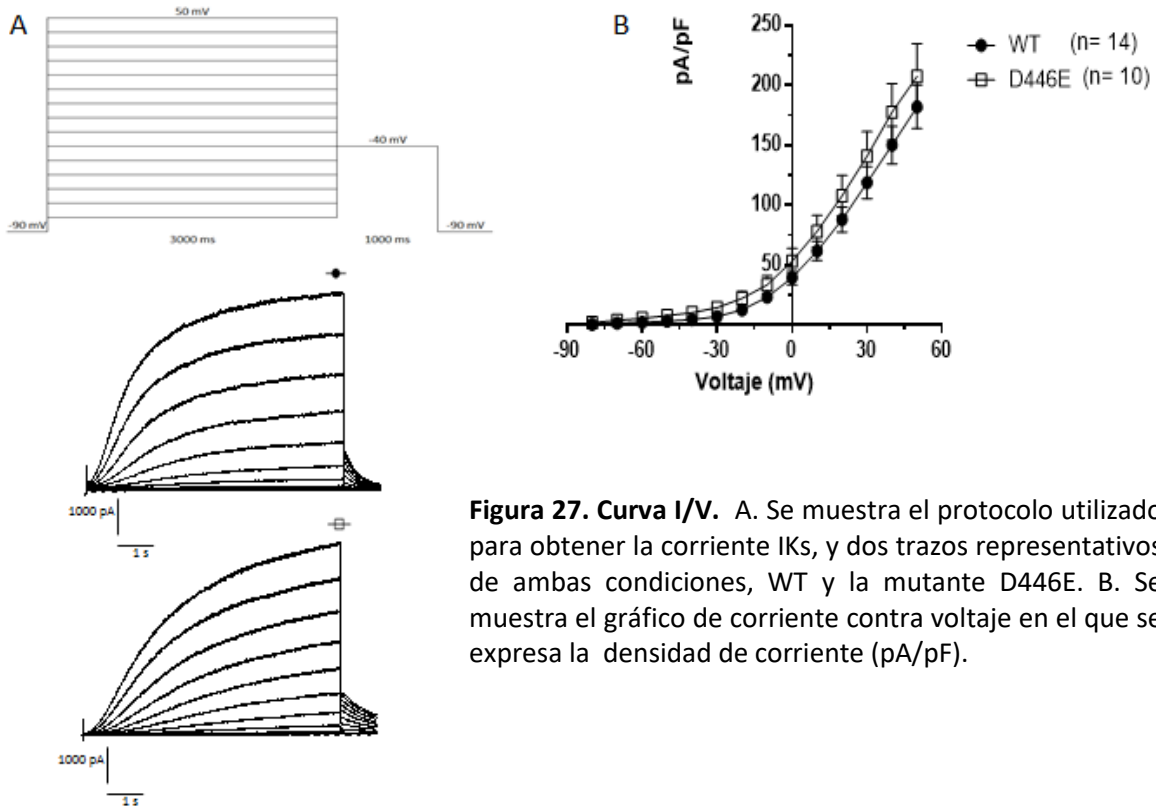 A
50 mV
-40 mV
-90 mV
3000 ms
1000 ms
-90 mV
1000 pA
1 s
1000 pA
1 s
B
pA/pF
250
200
150
100
50
-90
-60
-30
0
30
60
Voltaje (mV)
WT (n= 14)
D446E (n= 10)
Figura 27. Curva I/V. A. Se muestra el protocolo utilizado
para obtener la corriente IKs, y dos trazos representativos
de ambas condiciones, WT y la mutante D446E. B. Se
muestra el gráfico de corriente contra voltaje en el que se
expresa la densidad de corriente (pA/pF).